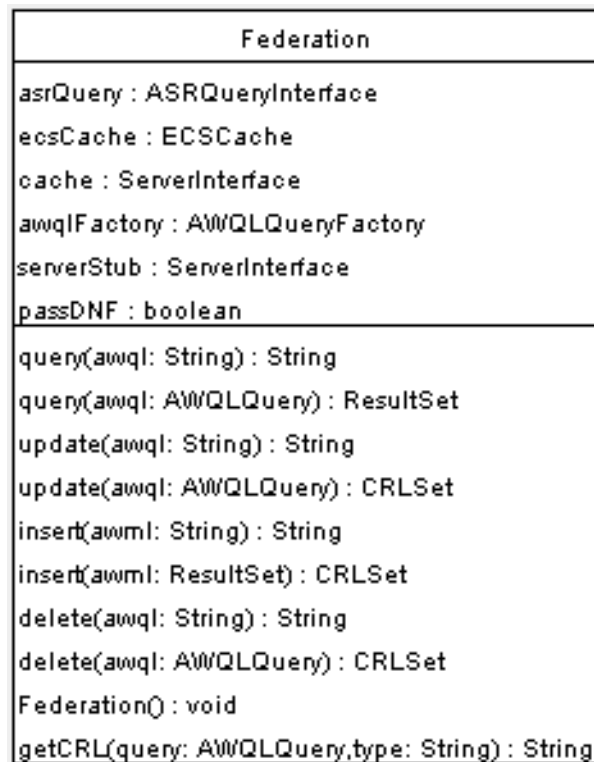 Federation
asrQuery : ASRQueryInterface
ecsCache : ECSCache
cache : ServerInterface
awqlFactory : AWQLQueryFactory
serverStub : ServerInterface
passDNF : boolean
query(awql: String) : String
query(awql: AWQLQuery) : ResultSet
update(awql: String) : String
update(awql: AWQLQuery) : CRLSet
insert(awml: String) : String
insert(awml: ResultSet) : CRLSet
delete(awql: String) : String
delete(awql: AWQLQuery) : CRLSet
Federation() : void
getCRL(query: AWQLQuery,type: String) : String